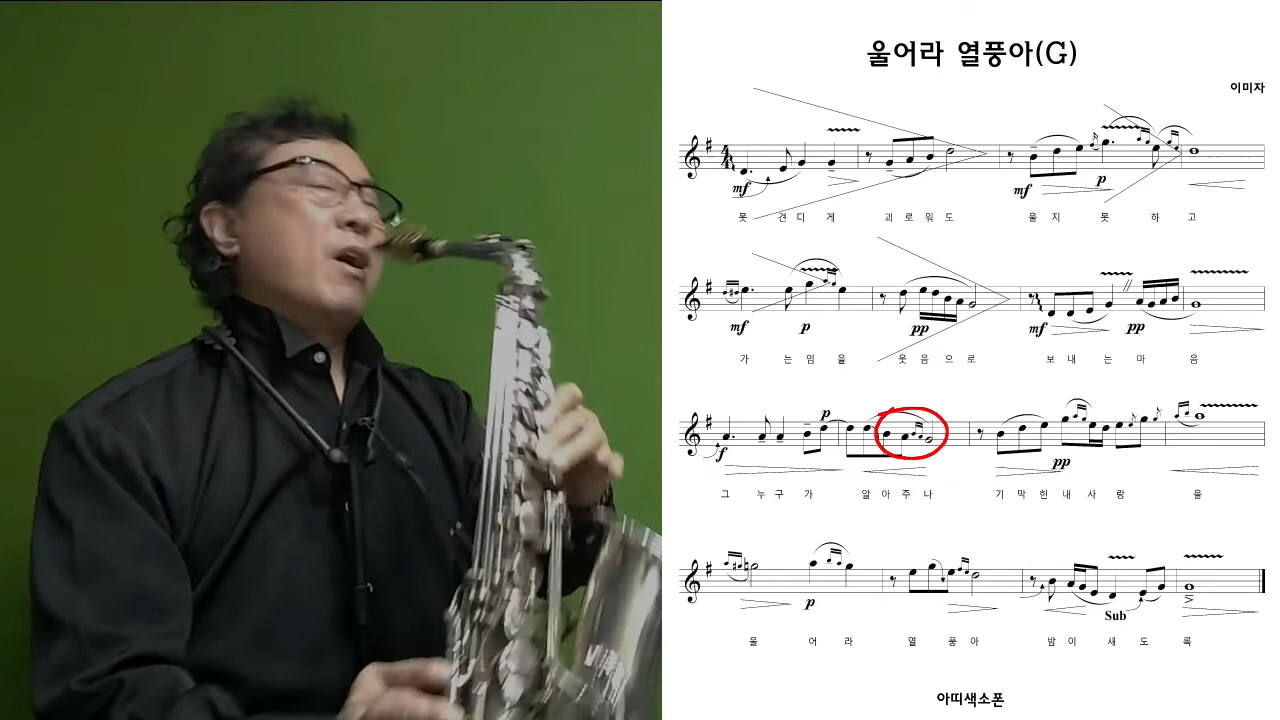 울어라 열풍아(G)
이미자
mf mf p
못 견디게 괴로워도 울지 못 하고
mf p pp mf pp
가 는임을 웃음으로 보내는마 음
p
f pp
그 누구가 알아주나 기막힌내사랑 을
p Sub
울 어라 열풍아 밤이 새도록
아띠색소폰